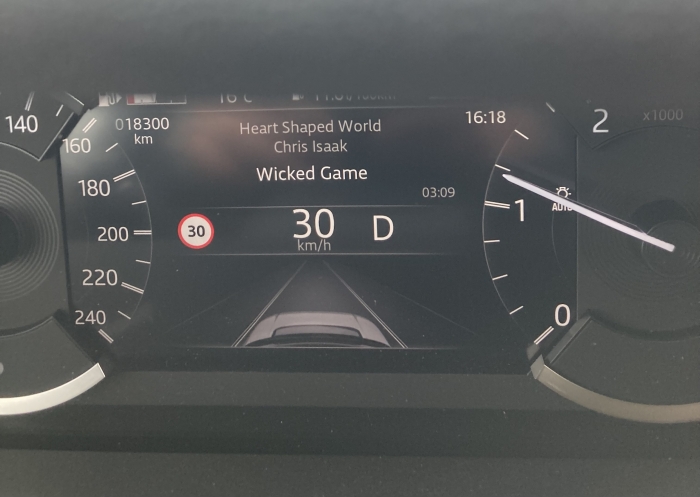 16°C
018300
km
Heart Shaped World
Chris Isaak
Wicked Game
03:09
16:18
30
30
km/h
D
140
160
180
200
220
240
2
x1000
1
AUTO
0